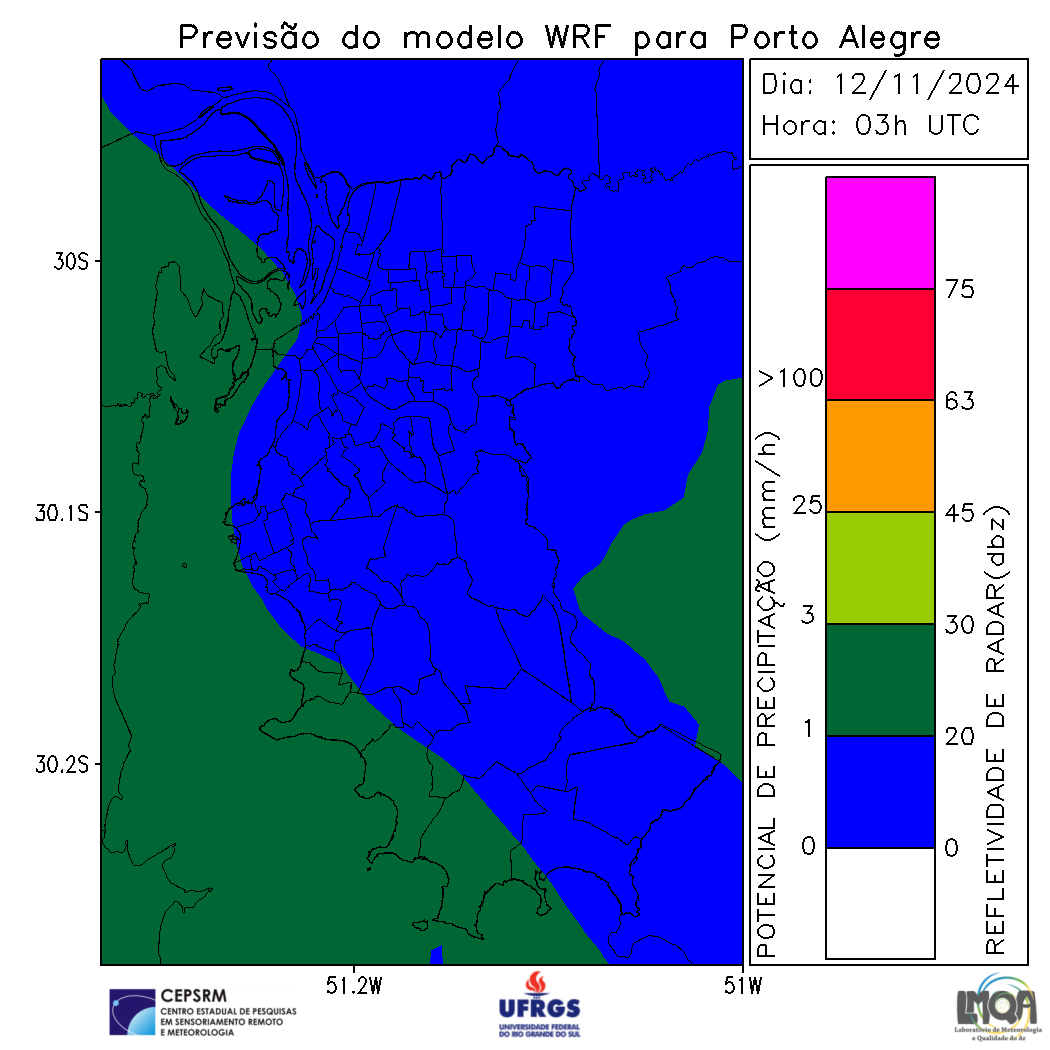 Previsão do modelo WRF para Porto Alegre
Dia: 12/11/2024
Hora: 03h UTC
30S
30.1S
30.2S
51.2W
51W
POTENCIAL DE PRECIPITAÇÃO (mm/h)
>100
25
3
1
0
75
63
45
30
20
0
REFLETIVIDADE DE RADAR(dbz)
CEPSRM
CENTRO ESTADUAL DE PESQUISAS
EM SENSORIAMENTO REMOTO
E METEOROLOGIA
UFRGS
UNIVERSIDADE FEDERAL
DO RIO GRANDE DO SUL
LMQA
Laboratório de Meteorologia
e Qualidade do Ar